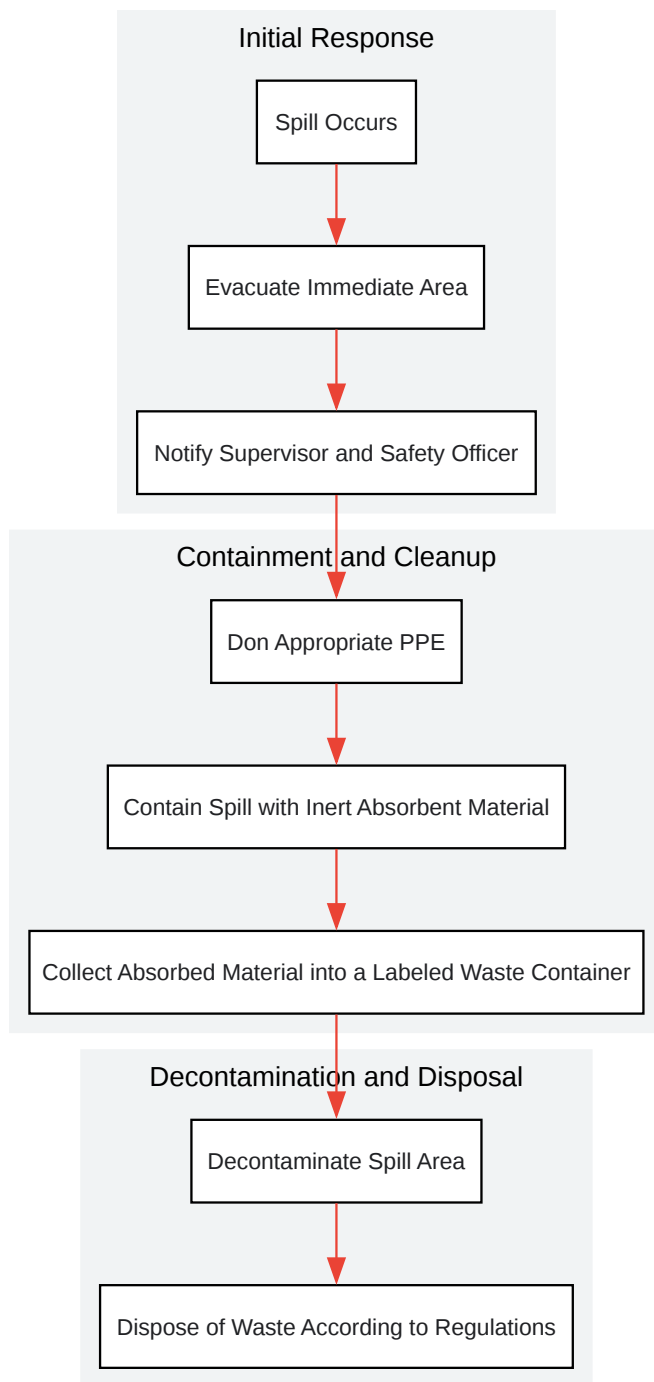 Initial Response
Spill Occurs
Evacuate Immediate Area
Notify Supervisor and Safety Officer
Containment and Cleanup
Don Appropriate PPE
Contain Spill with Inert Absorbent Material
Collect Absorbed Material into a Labeled Waste Container
Decontamination and Disposal
Decontaminate Spill Area
Dispose of Waste According to Regulations